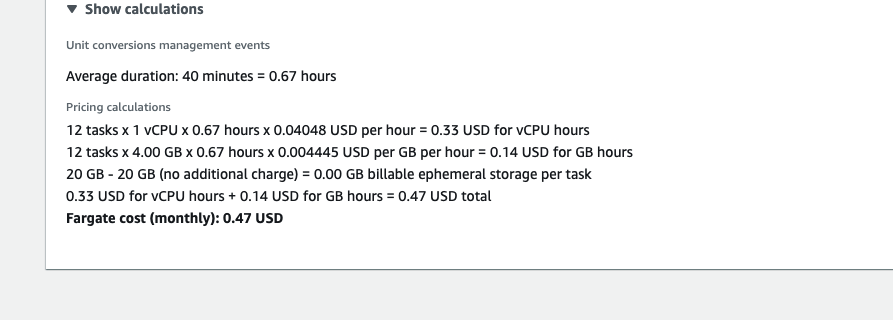 ▼ Show calculations
Unit conversions management events
Average duration: 40 minutes = 0.67 hours
Pricing calculations
12 tasks x 1 vCPU x 0.67 hours x 0.04048 USD per hour = 0.33 USD for vCPU hours
12 tasks x 4.00 GB x 0.67 hours x 0.004445 USD per GB per hour = 0.14 USD for GB hours
20 GB - 20 GB (no additional charge) = 0.00 GB billable ephemeral storage per task
0.33 USD for vCPU hours + 0.14 USD for GB hours = 0.47 USD total
Fargate cost (monthly): 0.47 USD